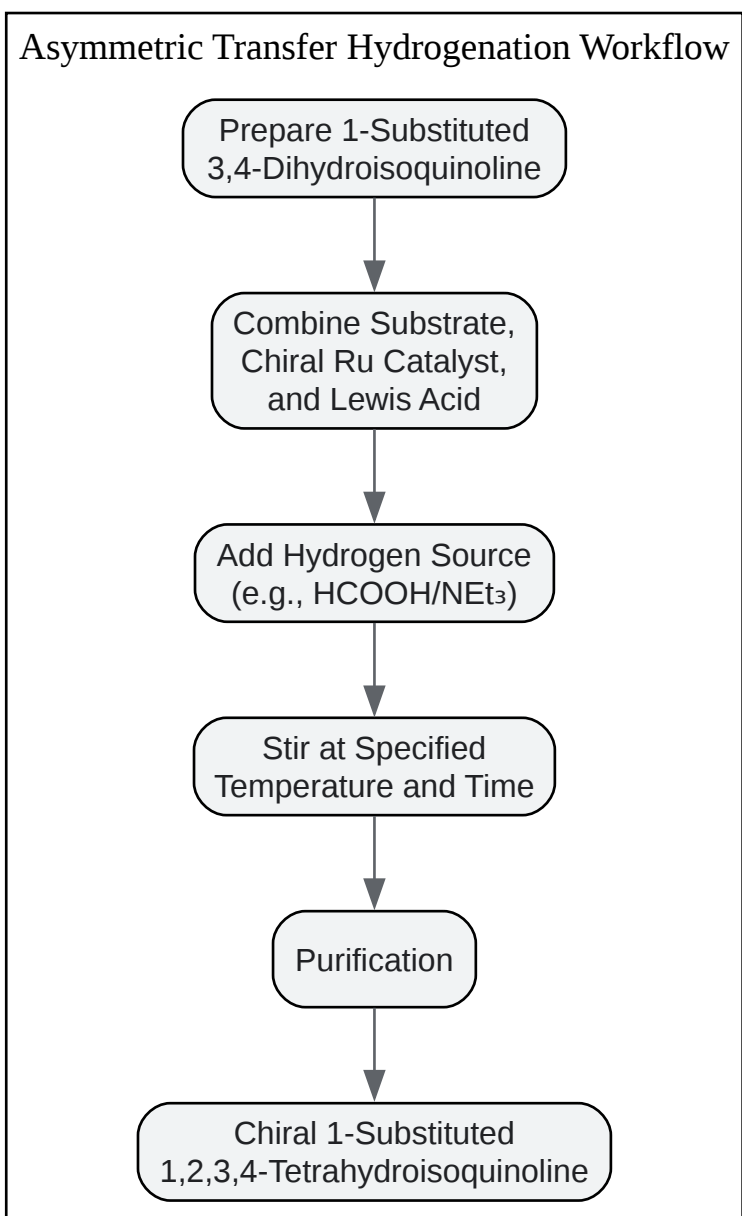 Asymmetric Transfer Hydrogenation Workflow
Prepare 1-Substituted
3,4-Dihydroisoquinoline
Combine Substrate,
Chiral Ru Catalyst,
and Lewis Acid
Add Hydrogen Source
(e.g., HCOOH/NEt₃)
Stir at Specified
Temperature and Time
Purification
Chiral 1-Substituted
1,2,3,4-Tetrahydroisoquinoline